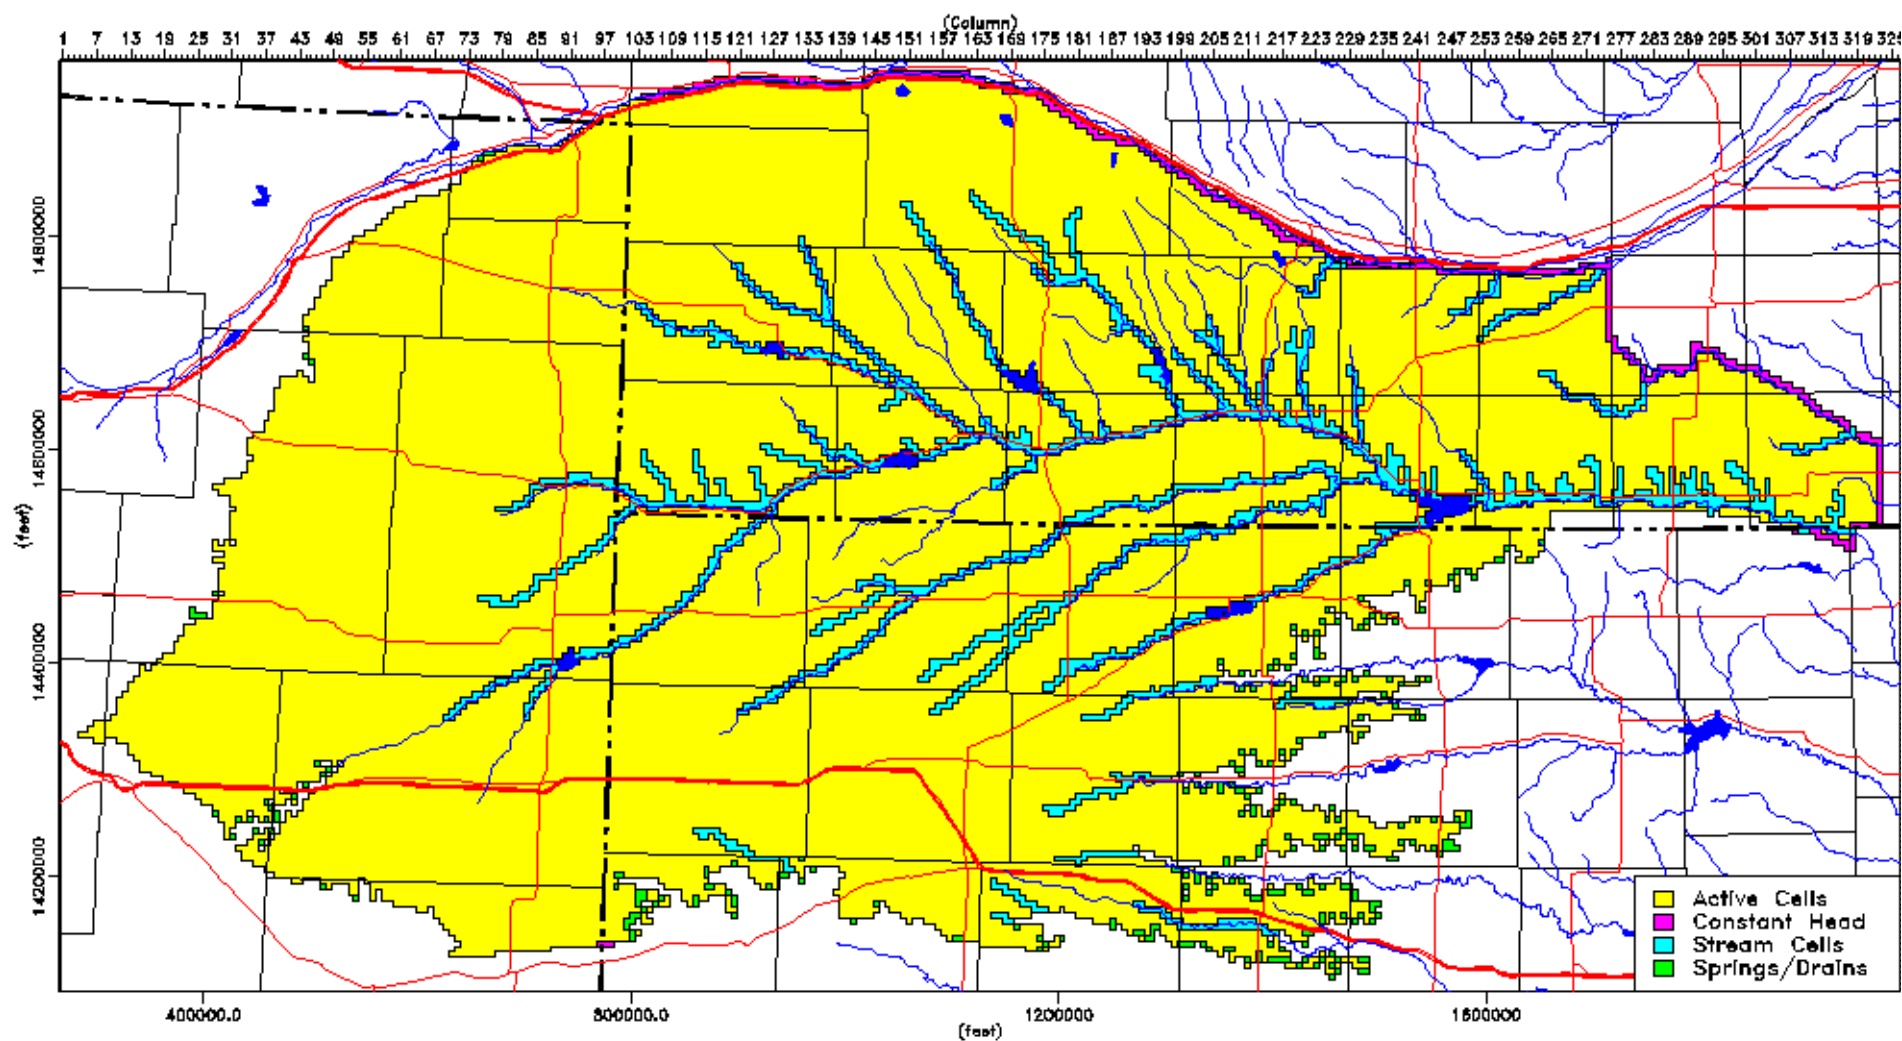 (Column)
1 7 13 19 25 31 37 43 49 55 61 67 73 79 85 91 97 103 109 115 121 127 133 139 145 151 157 163 169 175 181 187 193 199 205 211 217 223 229 235 241 247 253 259 265 271 277 283 289 295 301 307 313 319 325
14800000
14600000
(feet)
14400000
14200000
Active Cells
Constant Head
Stream Cells
Springs/Drains
400000.0
800000.0
1200000
1600000
(feet)